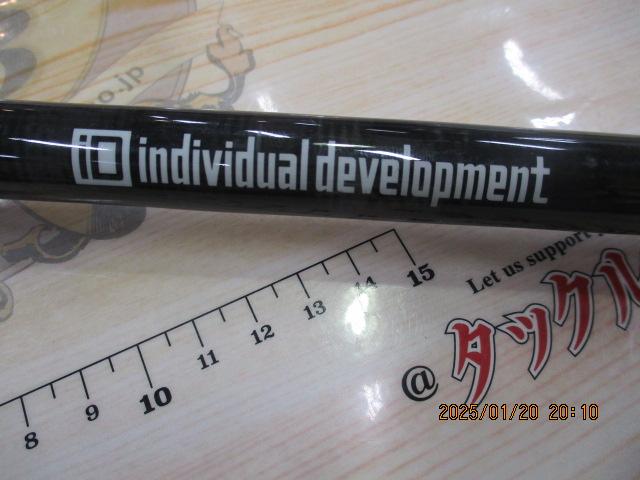 o.jp
iD individual development
8 9 10 11 12 13 14 15
Let us support
@タックル
2025/01/20 20:10